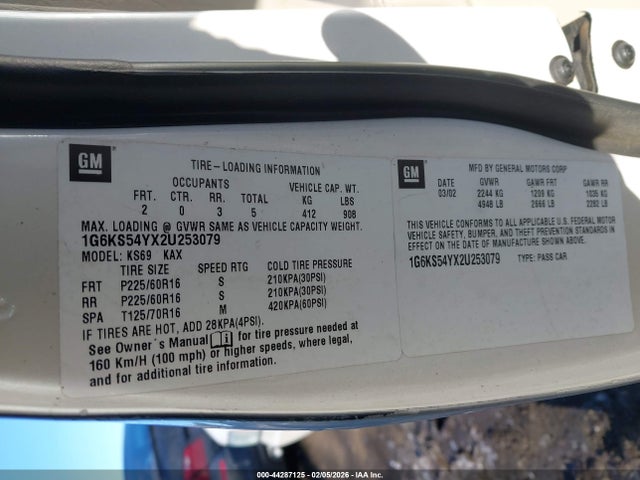 GM
TIRE-LOADING INFORMATION
OCCUPANTS VEHICLE CAP. WT.
FRT. CTR. RR. TOTAL KG LBS
2 0 3 5 412 908
MAX. LOADING @ GVWR SAME AS VEHICLE CAPACITY WEIGHT.
1G6KS54YX2U253079
MODEL: KS69 KAX
TIRE SIZE SPEED RTG COLD TIRE PRESSURE
FRT P225/60R16 S 210KPA(30PSI)
RR P225/60R16 S 210KPA(30PSI)
SPA T125/70R16 M 420KPA(60PSI)
IF TIRES ARE HOT, ADD 28KPA(4PSI).
See Owner's Manual i for tire pressure needed at
160 Km/H (100 mph) or higher speeds, where legal,
and for additional tire information.
GM
MFD BY GENERAL MOTORS CORP
DATE GVWR GAWR FRT GAWR RR
03/02 2244 KG 1209 KG 1035 KG
4948 LB 2666 LB 2282 LB
THIS VEHICLE CONFORMS TO ALL APPLICABLE U.S. FEDERAL MOTOR
VEHICLE SAFETY, BUMPER, AND THEFT PREVENTION STANDARDS IN
EFFECT ON THE DATE OF MANUFACTURE SHOWN ABOVE.
1G6KS54YX2U253079 TYPE: PASS CAR
000-44287125 - 02/05/2026 - IAA Inc.